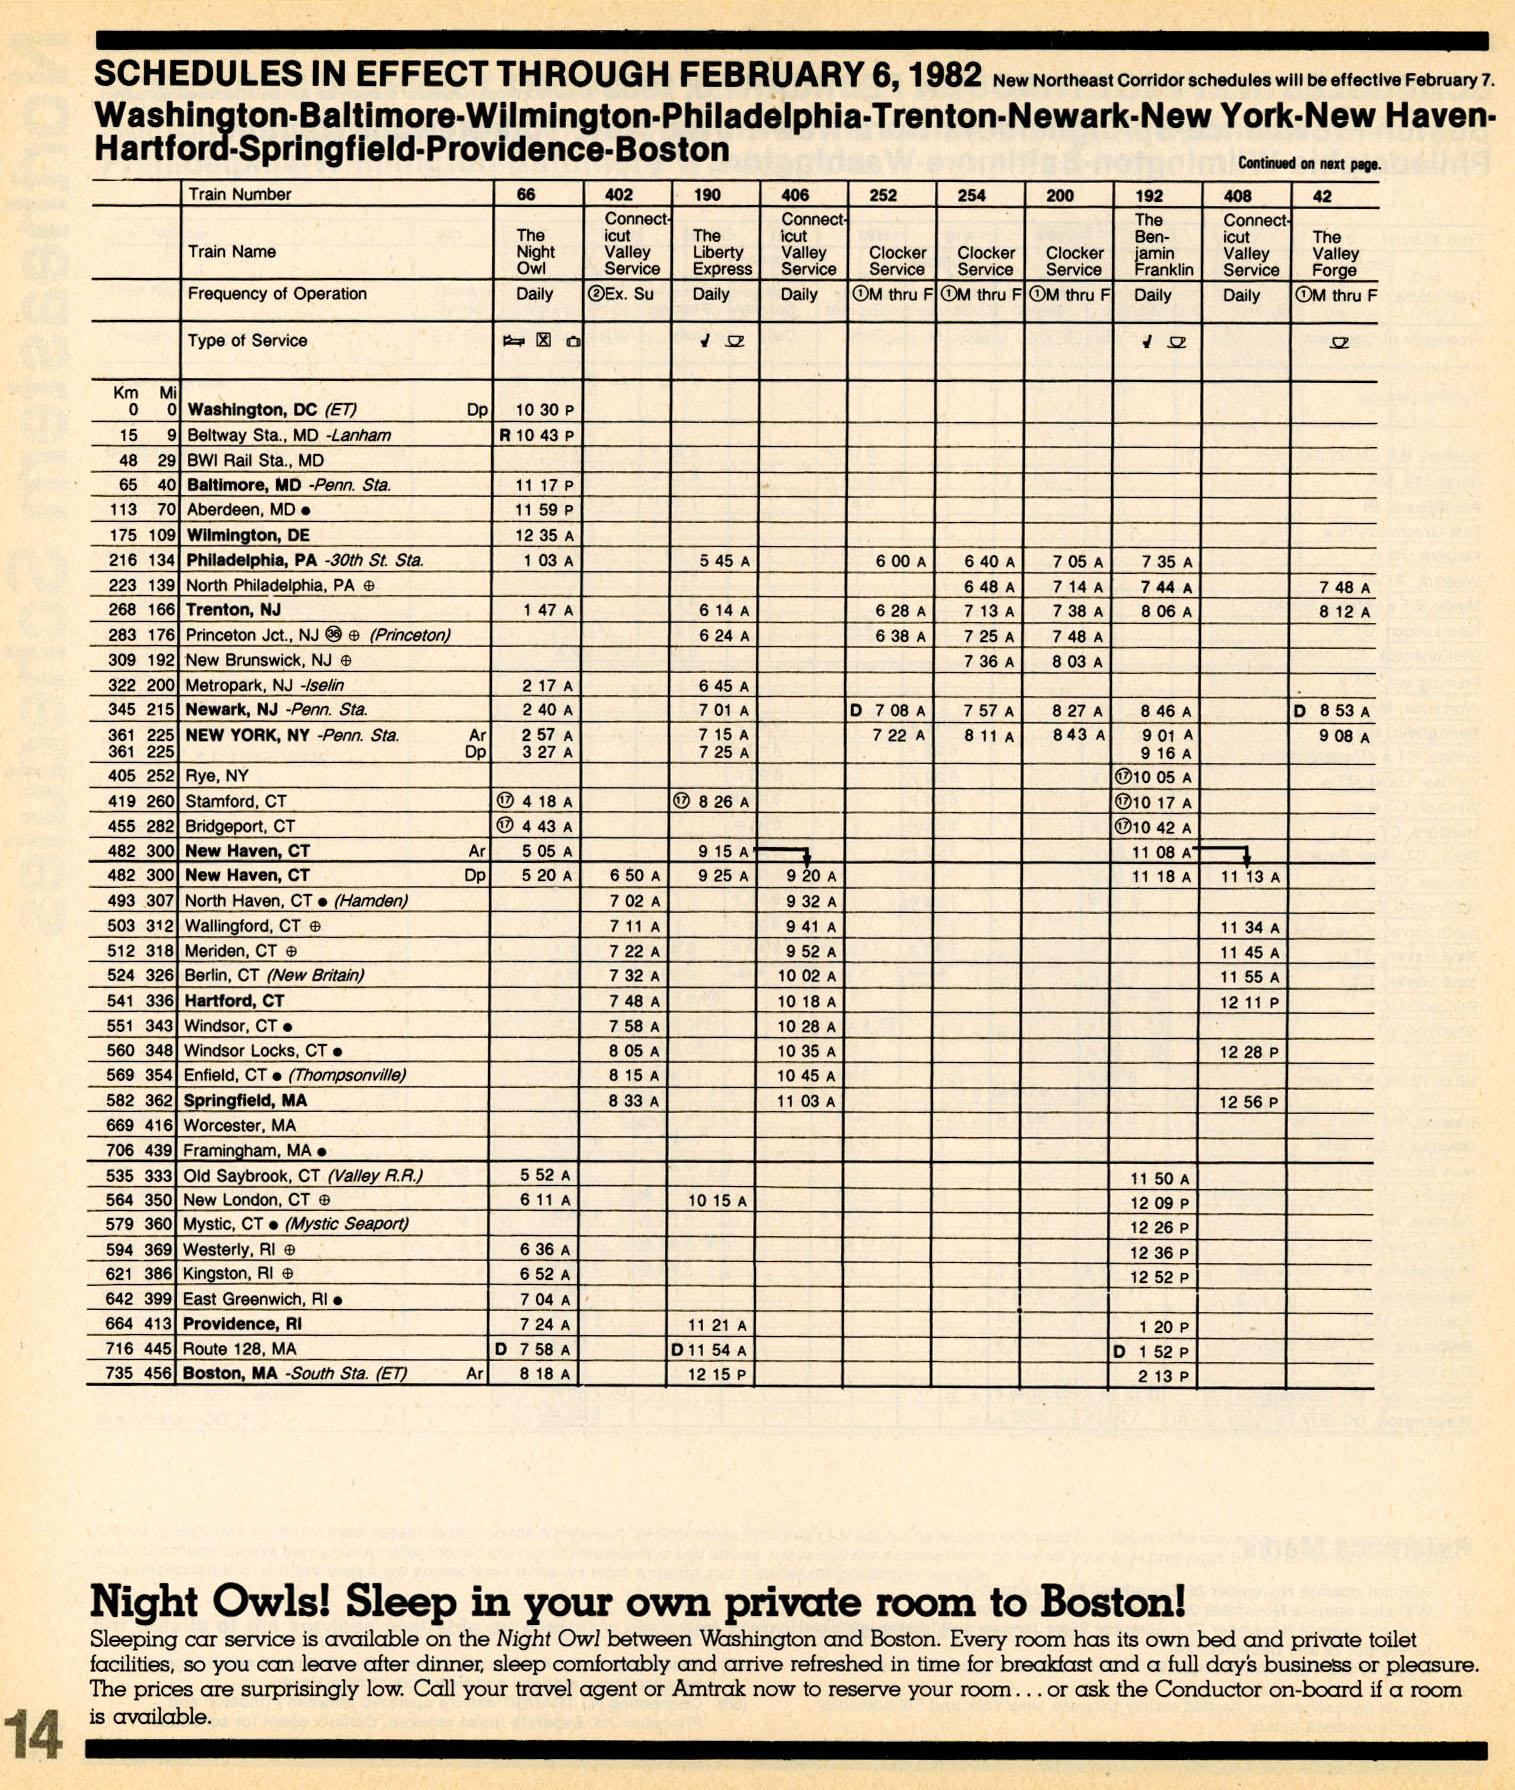 SCHEDULES IN EFFECT THROUGH FEBRUARY 6, 1982 New Northeast Corridor schedules will be effective February 7.
Washington-Baltimore-Wilmington-Philadelphia-Trenton-Newark-New York-New Haven-
Hartford-Springfield-Providence-Boston
Continued on next page.
Train Number 66 402 190 406 252 254 200 192 408 42
Train Name The Night Owl Connect-icut Valley Service The Liberty Express Connect-icut Valley Service Clocker Service Clocker Service Clocker Service The Ben-jamin Franklin Connect-icut Valley Service The Valley Forge
Frequency of Operation Daily ②Ex. Su Daily Daily ①M thru F ①M thru F ①M thru F Daily Daily ①M thru F
Type of Service
Km Mi
0 0 Washington, DC (ET) Dp 10 30 P
15 9 Beltway Sta., MD -Lanham R 10 43 P
48 29 BWI Rail Sta., MD
65 40 Baltimore, MD -Penn. Sta. 11 17 P
113 70 Aberdeen, MD ● 11 59 P
175 109 Wilmington, DE 12 35 A
216 134 Philadelphia, PA -30th St. Sta. 1 03 A 5 45 A 6 00 A 6 40 A 7 05 A 7 35 A
223 139 North Philadelphia, PA ⊕ 6 48 A 7 14 A 7 44 A 7 48 A
268 166 Trenton, NJ 1 47 A 6 14 A 6 28 A 7 13 A 7 38 A 8 06 A 8 12 A
283 176 Princeton Jct., NJ ㊱ ⊕ (Princeton) 6 24 A 6 38 A 7 25 A 7 48 A
309 192 New Brunswick, NJ ⊕ 7 36 A 8 03 A
322 200 Metropark, NJ -Iselin 2 17 A 6 45 A
345 215 Newark, NJ -Penn. Sta. 2 40 A 7 01 A D 7 08 A 7 57 A 8 27 A 8 46 A D 8 53 A
361 225 NEW YORK, NY -Penn. Sta. Ar 2 57 A 7 15 A 7 22 A 8 11 A 8 43 A 9 01 A 9 08 A
361 225 Dp 3 27 A 7 25 A 9 16 A
405 252 Rye, NY ⑰10 05 A
419 260 Stamford, CT ⑰ 4 18 A ⑰ 8 26 A ⑰10 17 A
455 282 Bridgeport, CT ⑰ 4 43 A ⑰10 42 A
482 300 New Haven, CT Ar 5 05 A 9 15 A 11 08 A
482 300 New Haven, CT Dp 5 20 A 6 50 A 9 25 A 9 20 A 11 18 A 11 13 A
493 307 North Haven, CT ● (Hamden) 7 02 A 9 32 A
503 312 Wallingford, CT ⊕ 7 11 A 9 41 A 11 34 A
512 318 Meriden, CT ⊕ 7 22 A 9 52 A 11 45 A
524 326 Berlin, CT (New Britain) 7 32 A 10 02 A 11 55 A
541 336 Hartford, CT 7 48 A 10 18 A 12 11 P
551 343 Windsor, CT ● 7 58 A 10 28 A
560 348 Windsor Locks, CT ● 8 05 A 10 35 A 12 28 P
569 354 Enfield, CT ● (Thompsonville) 8 15 A 10 45 A
582 362 Springfield, MA 8 33 A 11 03 A 12 56 P
669 416 Worcester, MA
706 439 Framingham, MA ●
535 333 Old Saybrook, CT (Valley R.R.) 5 52 A 11 50 A
564 350 New London, CT ⊕ 6 11 A 10 15 A 12 09 P
579 360 Mystic, CT ● (Mystic Seaport) 12 26 P
594 369 Westerly, RI ⊕ 6 36 A 12 36 P
621 386 Kingston, RI ⊕ 6 52 A 12 52 P
642 399 East Greenwich, RI ● 7 04 A
664 413 Providence, RI 7 24 A 11 21 A 1 20 P
716 445 Route 128, MA D 7 58 A D 11 54 A D 1 52 P
735 456 Boston, MA -South Sta. (ET) Ar 8 18 A 12 15 P 2 13 P
Night Owls! Sleep in your own private room to Boston!
Sleeping car service is available on the Night Owl between Washington and Boston. Every room has its own bed and private toilet
facilities, so you can leave after dinner, sleep comfortably and arrive refreshed in time for breakfast and a full day's business or pleasure.
The prices are surprisingly low. Call your travel agent or Amtrak now to reserve your room...or ask the Conductor on-board if a room
is available.
14